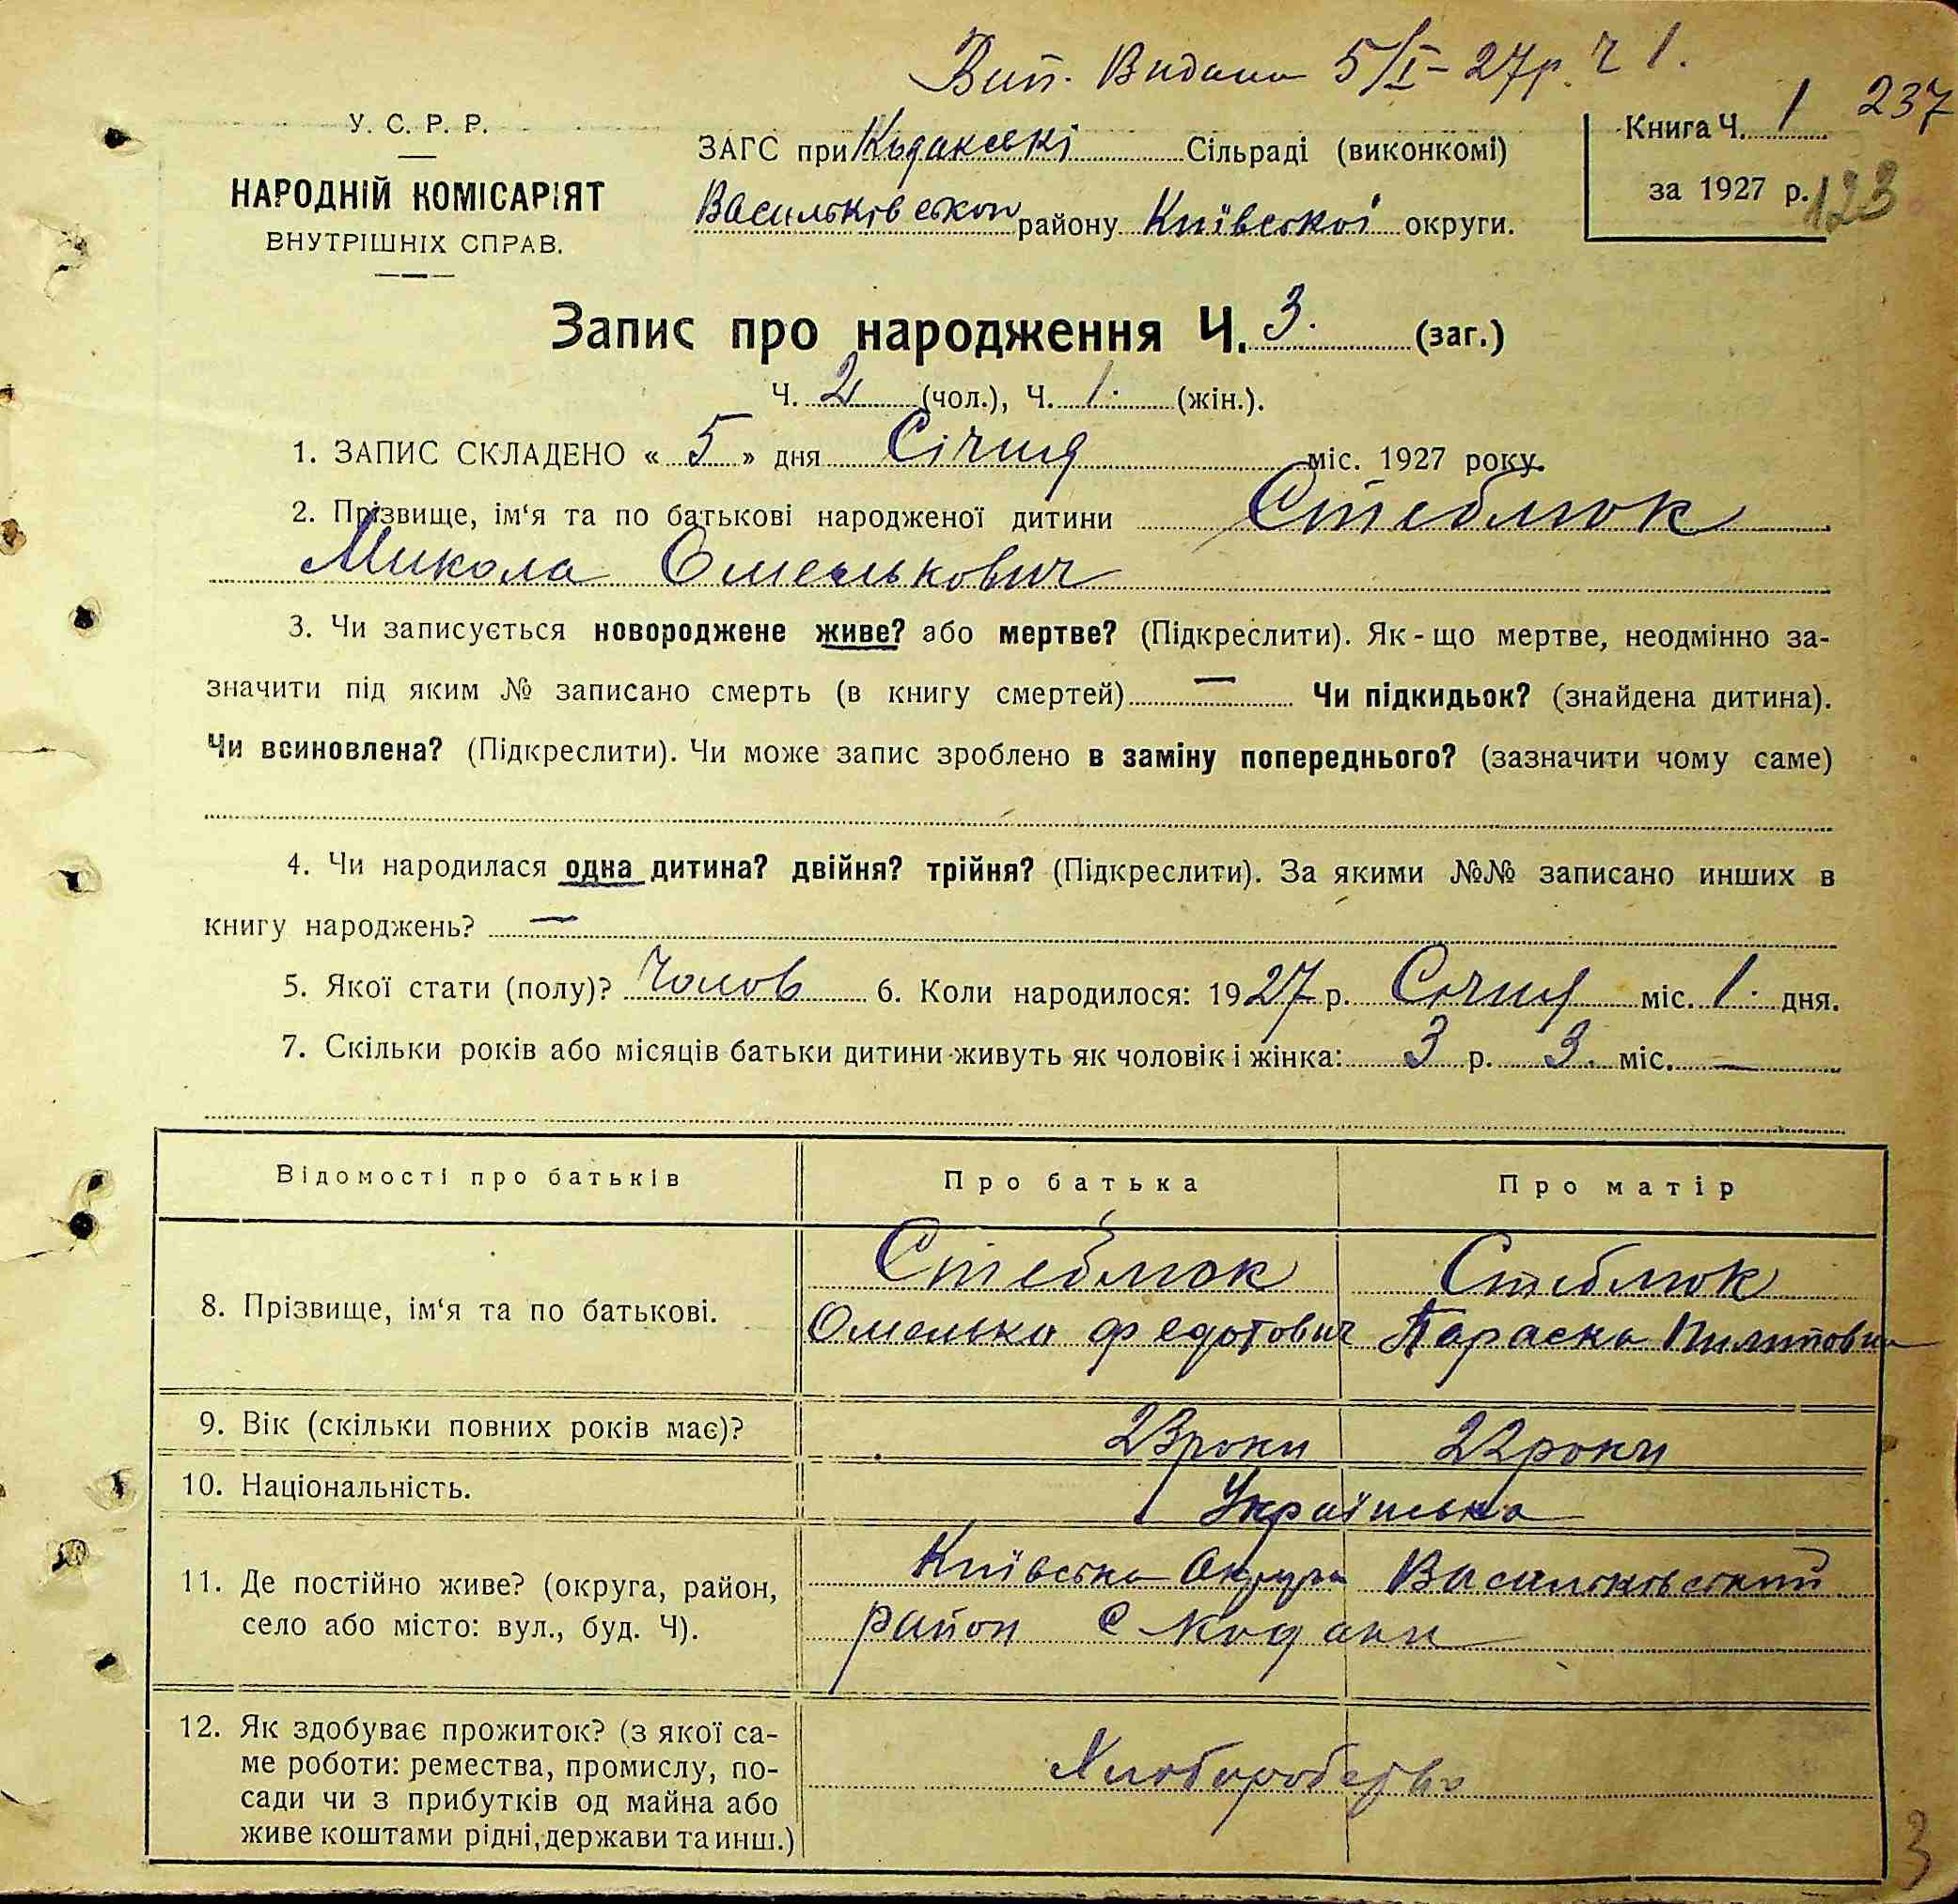 Вип. Видана 5/I-27р. Ч 1.
237
У. С. Р. Р.
НАРОДНІЙ КОМІСАРІЯТ
ВНУТРІШНІХ СПРАВ.
ЗАГС при Кодакські Сільраді (виконкомі)
Васильківської району Київської округи.
Книга Ч. 1
за 1927 р.
123
Запис про народження Ч. 3. (заг.)
Ч. 2 (чол.), Ч. 1. (жін.).
1. ЗАПИС СКЛАДЕНО « 5 » дня Січня міс. 1927 року.
2. Прізвище, ім‘я та по батькові народженої дитини Стеблюк
Микола Омелькович
3. Чи записується новороджене живе? або мертве? (Підкреслити). Як-що мертве, неодмінно за-
значити під яким № записано смерть (в книгу смертей) — Чи підкидьок? (знайдена дитина).
Чи всиновлена? (Підкреслити). Чи може запис зроблено в заміну попереднього? (зазначити чому саме)
4. Чи народилася одна дитина? двійня? трійня? (Підкреслити). За якими №№ записано инших в
книгу народжень? —
5. Якої стати (полу)? Чолов 6. Коли народилося: 1927 р. Січня міс. 1. дня.
7. Скільки років або місяців батьки дитини живуть як чоловік і жінка: 3 р. 3. міс. —
Відомості про батьків Про батька Про матір
8. Прізвище, ім‘я та по батькові. Стеблюк Стеблюк
Омелько Федотович Параска Пилиповна
9. Вік (скільки повних років має)? 23 роки 22 роки
10. Національність. Українська
11. Де постійно живе? (округа, район, село або місто: вул., буд. Ч). Київська Округа Васильківський
район с Кодаки
12. Як здобуває прожиток? (з якої са-
ме роботи: ремества, промислу, по-
сади чи з прибутків од майна або
живе коштами рідні, держави та инш.) Хлоборобство
3